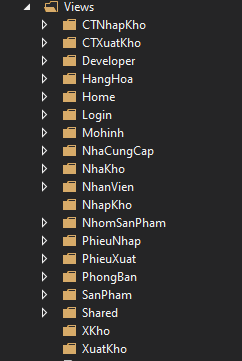 Views
CTNhapKho
CTXuatKho
Developer
HangHoa
Home
Login
Mohinh
NhaCungCap
NhaKho
NhanVien
NhapKho
NhomSanPham
PhieuNhap
PhieuXuat
PhongBan
SanPham
Shared
XKho
XuatKho